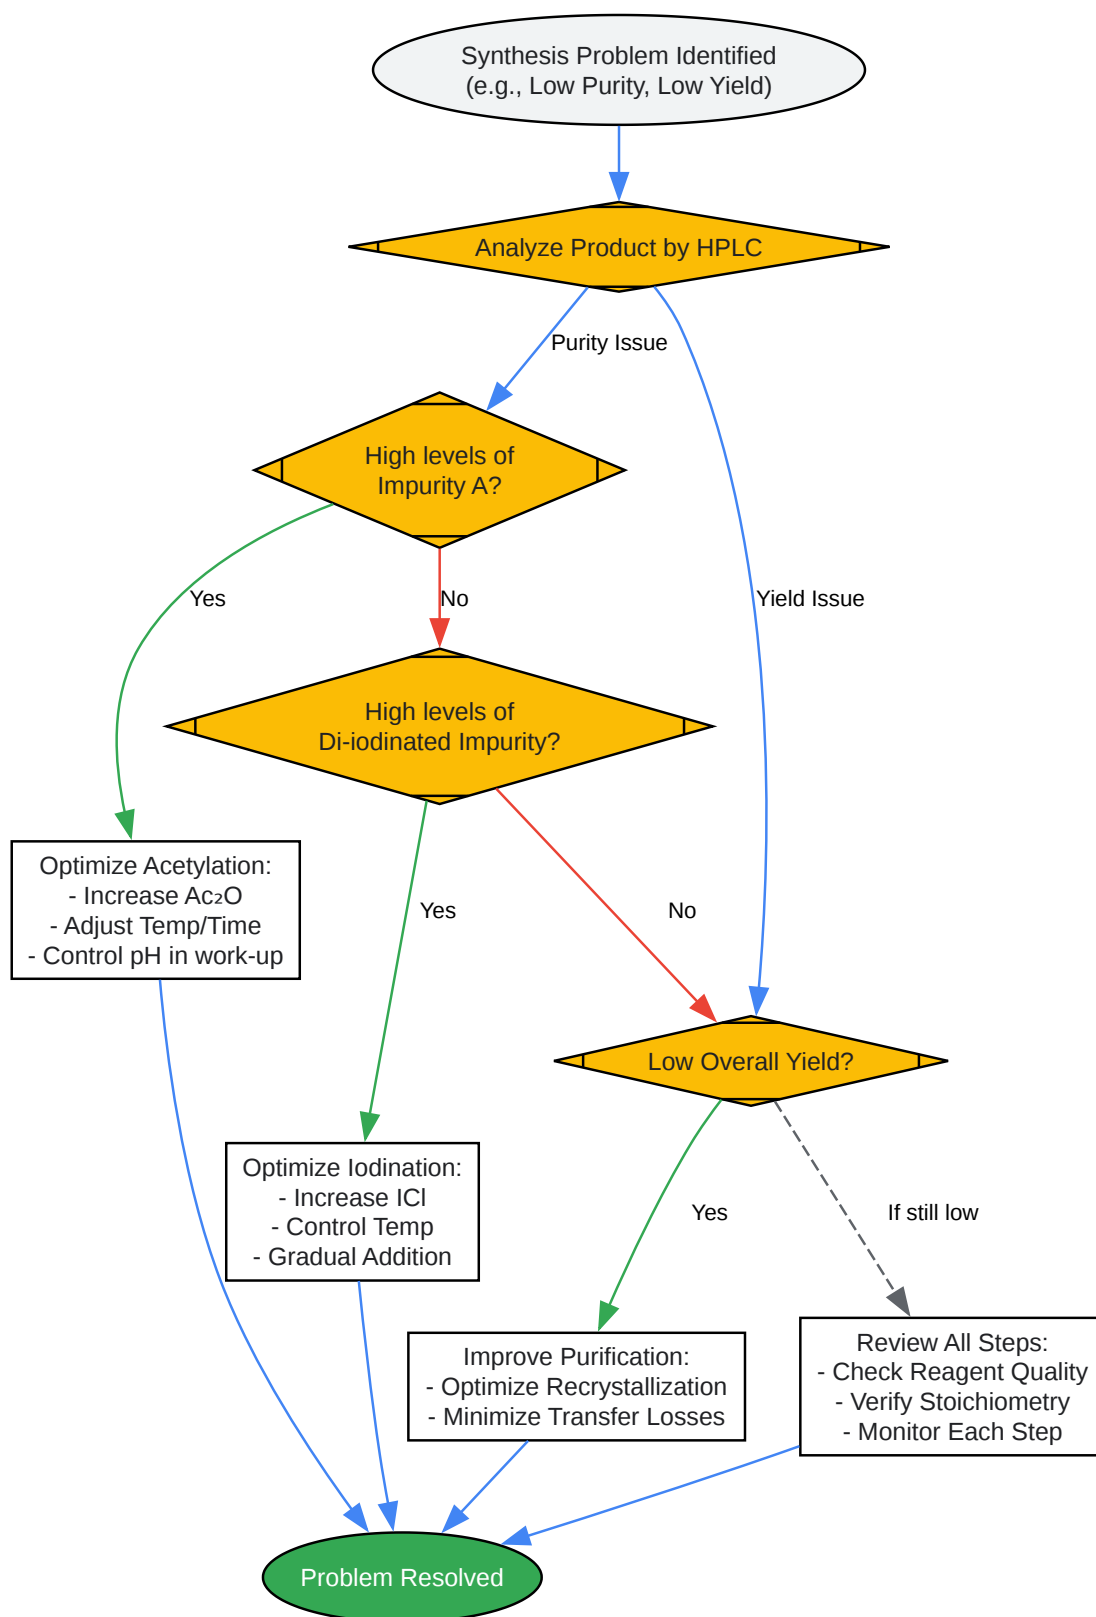 Synthesis Problem Identified
(e.g., Low Purity, Low Yield)
Analyze Product by HPLC
Purity Issue
High levels of
Impurity A?
Yes
No
Yield Issue
High levels of
Di-iodinated Impurity?
Optimize Acetylation:
- Increase Ac₂O
- Adjust Temp/Time
- Control pH in work-up
Yes
No
Low Overall Yield?
Optimize Iodination:
- Increase ICl
- Control Temp
- Gradual Addition
Yes
If still low
Improve Purification:
- Optimize Recrystallization
- Minimize Transfer Losses
Review All Steps:
- Check Reagent Quality
- Verify Stoichiometry
- Monitor Each Step
Problem Resolved